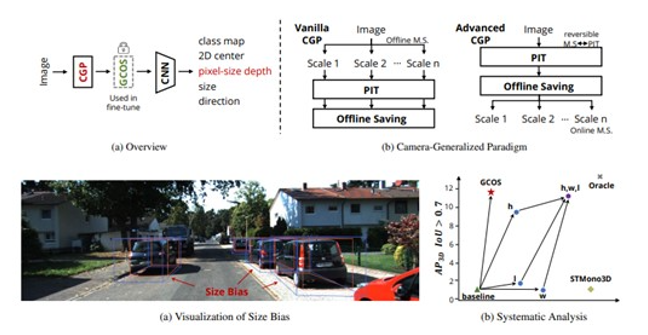 Image
CGP
GCOS
Used in
fine-tune
CNN
class map
2D center
pixel-size depth
size
direction
(a) Overview
Vanilla
CGP
Image
Offline M.S.
Scale 1 Scale 2 ··· Scale n
PIT
Offline Saving
Advanced
CGP
Image
reversible
M.S↔PIT
PIT
Offline Saving
Scale 1 Scale 2 ··· Scale n
Online M.S.
(b) Camera-Generalized Paradigm
Size Bias
(a) Visualization of Size Bias
AP3D IoU > 0.7
12
10
8
6
4
2
0
GCOS
h
h,w,l
Oracle
l
w
STMono3D
baseline
(b) Systematic Analysis